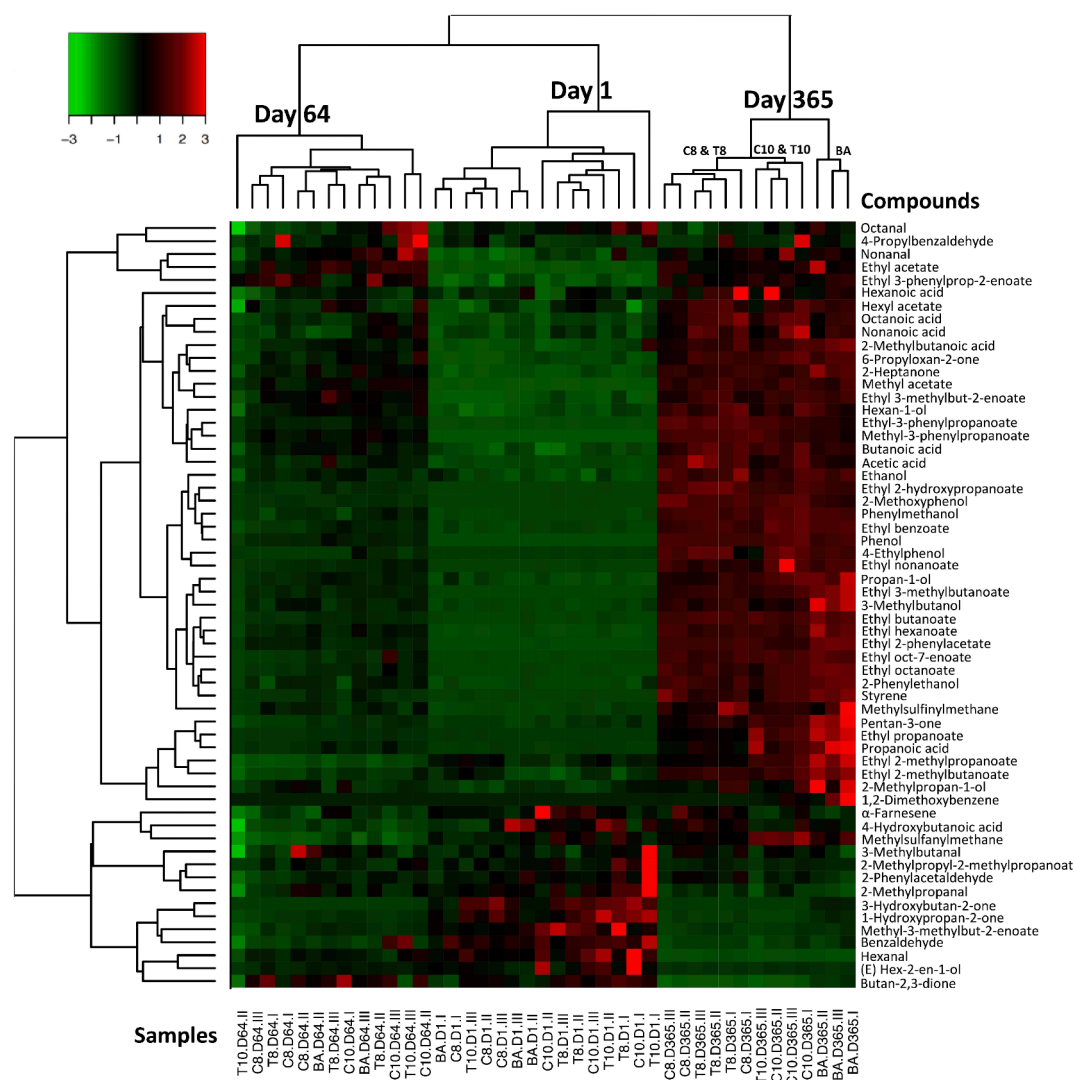 −3
−1
1
2
3
Day 64
Day 1
Day 365
C8 & T8
C10 & T10
BA
Compounds
Octanal
4-Propylbenzaldehyde
Nonanal
Ethyl acetate
Ethyl 3-phenylprop-2-enoate
Hexanoic acid
Hexyl acetate
Octanoic acid
Nonanoic acid
2-Methylbutanoic acid
6-Propyloxan-2-one
2-Heptanone
Methyl acetate
Ethyl 3-methylbut-2-enoate
Hexan-1-ol
Ethyl-3-phenylpropanoate
Methyl-3-phenylpropanoate
Butanoic acid
Acetic acid
Ethanol
Ethyl 2-hydroxypropanoate
2-Methoxyphenol
Phenylmethanol
Ethyl benzoate
Phenol
4-Ethylphenol
Ethyl nonanoate
Propan-1-ol
Ethyl 3-methylbutanoate
3-Methylbutanol
Ethyl butanoate
Ethyl hexanoate
Ethyl 2-phenylacetate
Ethyl oct-7-enoate
Ethyl octanoate
2-Phenylethanol
Styrene
Methylsulfinylmethane
Pentan-3-one
Ethyl propanoate
Propanoic acid
Ethyl 2-methylpropanoate
Ethyl 2-methylbutanoate
2-Methylpropan-1-ol
1,2-Dimethoxybenzene
α-Farnesene
4-Hydroxybutanoic acid
Methylsulfanylmethane
3-Methylbutanal
2-Methylpropyl-2-methylpropanoat
2-Phenylacetaldehyde
2-Methylpropanal
3-Hydroxybutan-2-one
1-Hydroxypropan-2-one
Methyl-3-methylbut-2-enoate
Benzaldehyde
Hexanal
(E) Hex-2-en-1-ol
Butan-2,3-dione
Samples
T10.D64.II
C8.D64.III
T8.D64.I
C8.D64.I
C8.D64.II
BA.D64.II
T8.D64.III
C10.D64.I
BA.D64.III
T8.D64.II
C10.D64.III
T10.D64.III
C10.D64.II
BA.D1.I
C8.D1.I
T10.D1.III
C8.D1.II
C8.D1.III
BA.D1.III
BA.D1.II
C10.D1.I
T8.D1.III
T8.D1.II
C10.D1.III
T10.D1.II
T8.D1.I
C10.D1.II
T10.D1.I
C8.D365.III
C8.D365.II
T8.D365.III
T8.D365.II
T8.D365.I
C8.D365.I
T10.D365.III
C10.D365.II
C10.D365.III
C10.D365.I
BA.D365.II
BA.D365.III
BA.D365.I